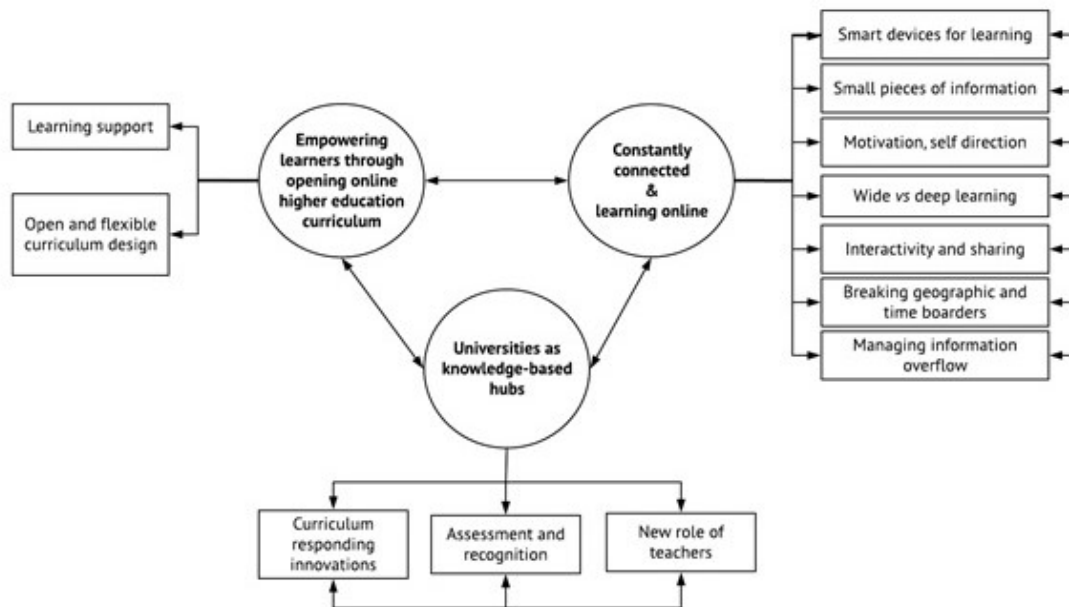 Learning support
Open and flexible
curriculum design
Empowering
learners through
opening online
higher education
curriculum
Constantly
connected
&
learning online
Universities as
knowledge-based
hubs
Smart devices for learning
Small pieces of information
Motivation, self direction
Wide vs deep learning
Interactivity and sharing
Breaking geographic and
time boarders
Managing information
overflow
Curriculum
responding
innovations
Assessment and
recognition
New role of
teachers